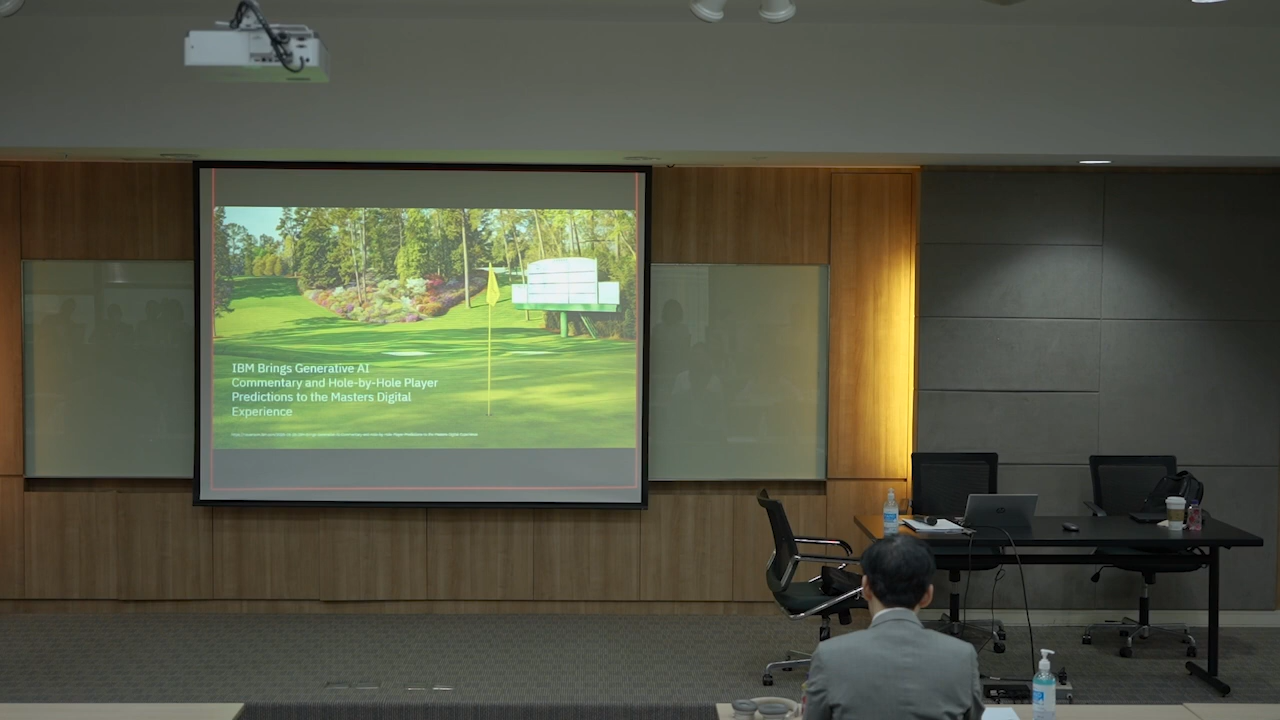 IBM Brings Generative AI
Commentary and Hole-by-Hole Player
Predictions to the Masters Digital
Experience